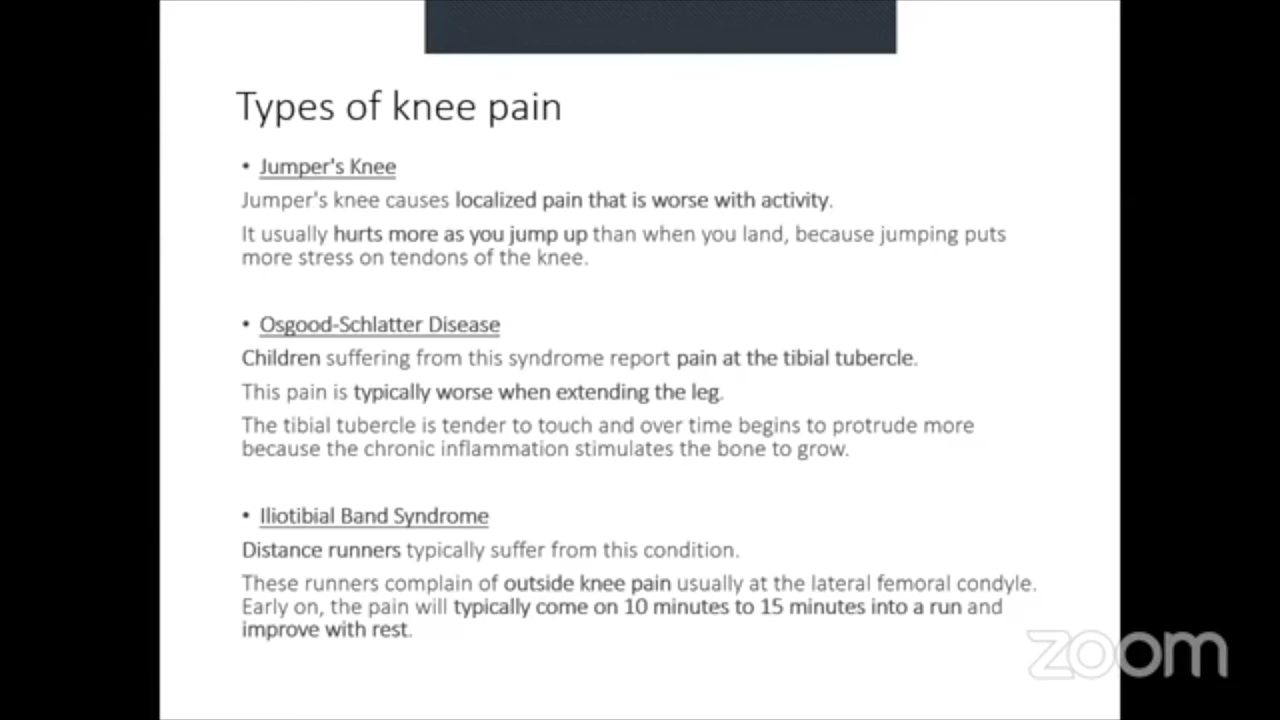 Types of knee pain
• Jumper's Knee
Jumper's knee causes localized pain that is worse with activity.
It usually hurts more as you jump up than when you land, because jumping puts
more stress on tendons of the knee.
• Osgood-Schlatter Disease
Children suffering from this syndrome report pain at the tibial tubercle.
This pain is typically worse when extending the leg.
The tibial tubercle is tender to touch and over time begins to protrude more
because the chronic inflammation stimulates the bone to grow.
• Iliotibial Band Syndrome
Distance runners typically suffer from this condition.
These runners complain of outside knee pain usually at the lateral femoral condyle.
Early on, the pain will typically come on 10 minutes to 15 minutes into a run and
improve with rest.
zoom